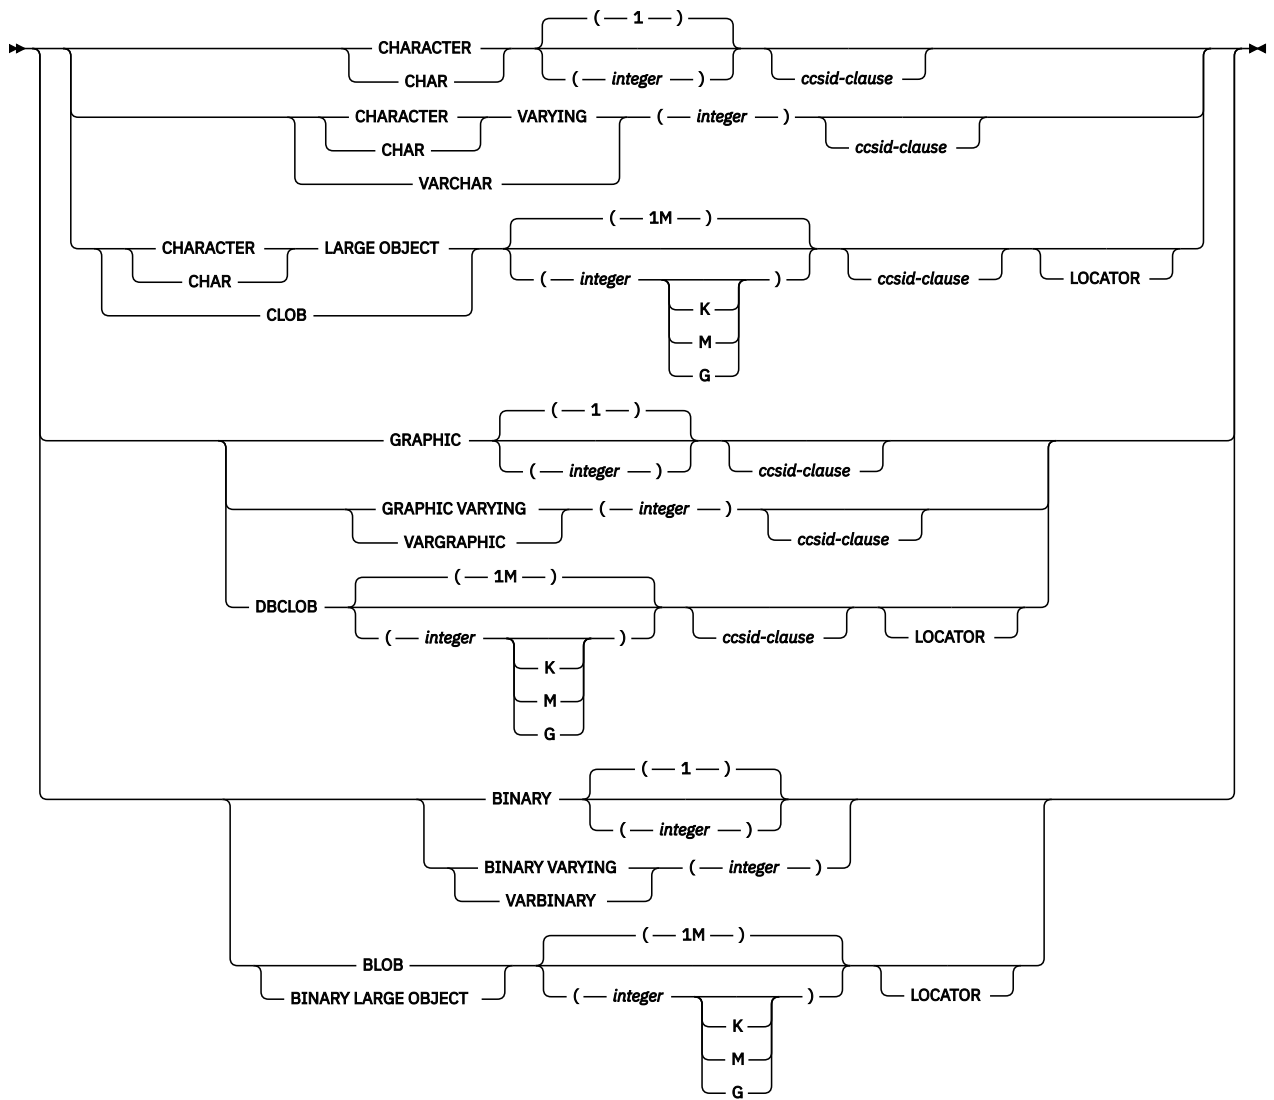 ( 1 )
CHARACTER
CHAR ( integer ) ccsid-clause
CHARACTER VARYING ( integer )
CHAR ccsid-clause
VARCHAR
( 1M )
CHARACTER LARGE OBJECT
CHAR ( integer ) ccsid-clause LOCATOR
CLOB K
M
G
( 1 )
GRAPHIC
( integer ) ccsid-clause
GRAPHIC VARYING ( integer )
VARGRAPHIC ccsid-clause
( 1M )
DBCLOB
( integer ) ccsid-clause LOCATOR
K
M
G
( 1 )
BINARY
( integer )
BINARY VARYING ( integer )
VARBINARY
( 1M )
BLOB
BINARY LARGE OBJECT ( integer ) LOCATOR
K
M
G